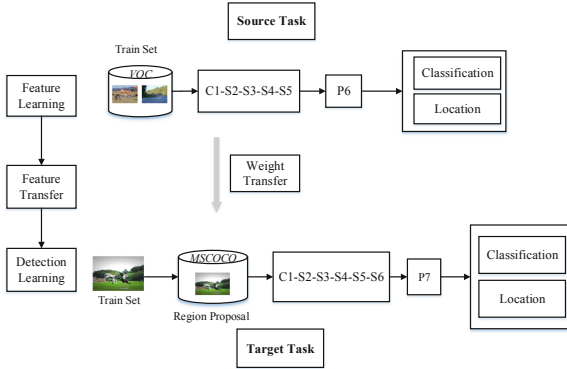 Source Task
Train Set
VOC
Feature
Learning
C1-S2-S3-S4-S5
P6
Classification
Location
Feature
Transfer
Weight
Transfer
Detection
Learning
Train Set
MSCOCO
Region Proposal
C1-S2-S3-S4-S5-S6
P7
Classification
Location
Target Task